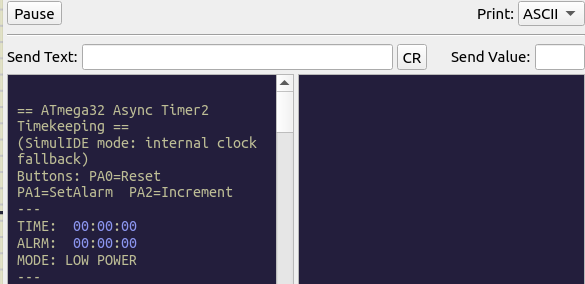 Pause
Print: ASCII
Send Text: CR Send Value:
== ATmega32 Async Timer2
Timekeeping ==
(SimulIDE mode: internal clock
fallback)
Buttons: PA0=Reset
PA1=SetAlarm  PA2=Increment
---
TIME:  00:00:00
ALRM:  00:00:00
MODE: LOW POWER
---